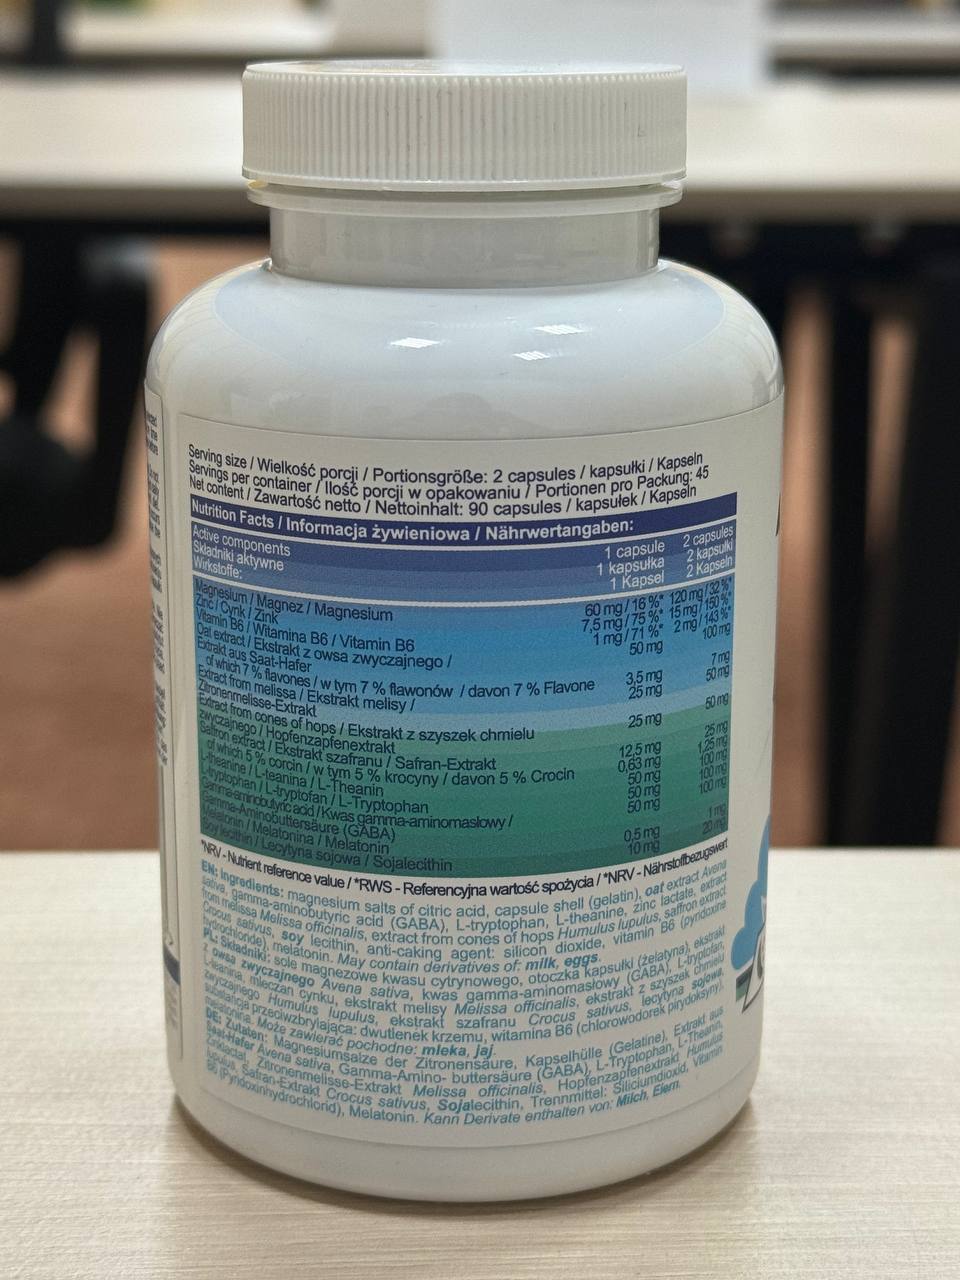 Serving size / Wielkość porcji / Portionsgröße: 2 capsules / kapsułki / Kapseln
Servings per container / Ilość porcji w opakowaniu / Portionen pro Packung: 45
Net content / Zawartość netto / Nettoinhalt: 90 capsules / kapsułek / Kapseln
Nutrition Facts / Informacja żywieniowa / Nährwertangaben:
Active components 1 capsule 2 capsules
Składniki aktywne 1 kapsułka 2 kapsułki
Wirkstoffe: 1 Kapsel 2 Kapseln
Magnesium / Magnez / Magnesium 60 mg / 16 %* 120 mg / 32 %*
Zinc / Cynk / Zink 7,5 mg / 75 %* 15 mg / 150 %*
Vitamin B6 / Witamina B6 / Vitamin B6 1 mg / 71 %* 2 mg / 143 %*
Oat extract / Ekstrakt z owsa zwyczajnego / 50 mg 100 mg
Extrakt aus Saat-Hafer
of which 7 % flavones / w tym 7 % flawonów / davon 7 % Flavone 3,5 mg 7 mg
Extract from melissa / Ekstrakt melisy / 25 mg 50 mg
Zitronenmelisse-Extrakt
Extract from cones of hops / Ekstrakt z szyszek chmielu 25 mg 50 mg
zwyczajnego / Hopfenzapfenextrakt
Saffron extract / Ekstrakt szafranu / Safran-Extrakt 12,5 mg 25 mg
of which 5 % corcin / w tym 5 % krocyny / davon 5 % Crocin 0,63 mg 1,25 mg
L-theanine / L-teanina / L-Theanin 50 mg 100 mg
L-tryptophan / L-tryptofan / L-Tryptophan 50 mg 100 mg
Gamma-aminobutyric acid / Kwas gamma-aminomasłowy / 50 mg 100 mg
Gamma-Aminobuttersäure (GABA)
Melatonin / Melatonina / Melatonin 0,5 mg 1 mg
Soy lecithin / Lecytyna sojowa / Sojalecithin 10 mg 20 mg
*NRV - Nutrient reference value / *RWS - Referencyjna wartość spożycia / *NRV - Nährstoffbezugswert
EN: Ingredients: magnesium salts of citric acid, capsule shell (gelatin), oat extract Avena
sativa, gamma-aminobutyric acid (GABA), L-tryptophan, L-theanine, zinc lactate, extract
from melissa Melissa officinalis, extract from cones of hops Humulus lupulus, saffron extract
Crocus sativus, soy lecithin, anti-caking agent: silicon dioxide, vitamin B6 (pyridoxine
hydrochloride), melatonin. May contain derivatives of: milk, eggs.
PL: Składniki: sole magnezowe kwasu cytrynowego, otoczka kapsułki (żelatyna), ekstrakt
z owsa zwyczajnego Avena sativa, kwas gamma-aminomasłowy (GABA), L-tryptofan,
L-teanina, mleczan cynku, ekstrakt melisy Melissa officinalis, ekstrakt z szyszek chmielu
zwyczajnego Humulus lupulus, ekstrakt szafranu Crocus sativus, lecytyna sojowa,
substancja przeciwzbrylająca: dwutlenek krzemu, witamina B6 (chlorowodorek pirydoksyny),
melatonina. Może zawierać pochodne: mleka, jaj.
DE: Zutaten: Magnesiumsalze der Zitronensäure, Kapselhülle (Gelatine), Extrakt aus
Saat-Hafer Avena sativa, Gamma-Amino- buttersäure (GABA), L-Tryptophan, L-Theanin,
Zinklactat, Zitronenmelisse-Extrakt Melissa officinalis, Hopfenzapfenextrakt Humulus
lupulus, Safran-Extrakt Crocus sativus, Sojalecithin, Trennmittel: Siliciumdioxid, Vitamin
B6 (Pyridoxinhydrochlorid), Melatonin. Kann Derivate enthalten von: Milch, Eiern.